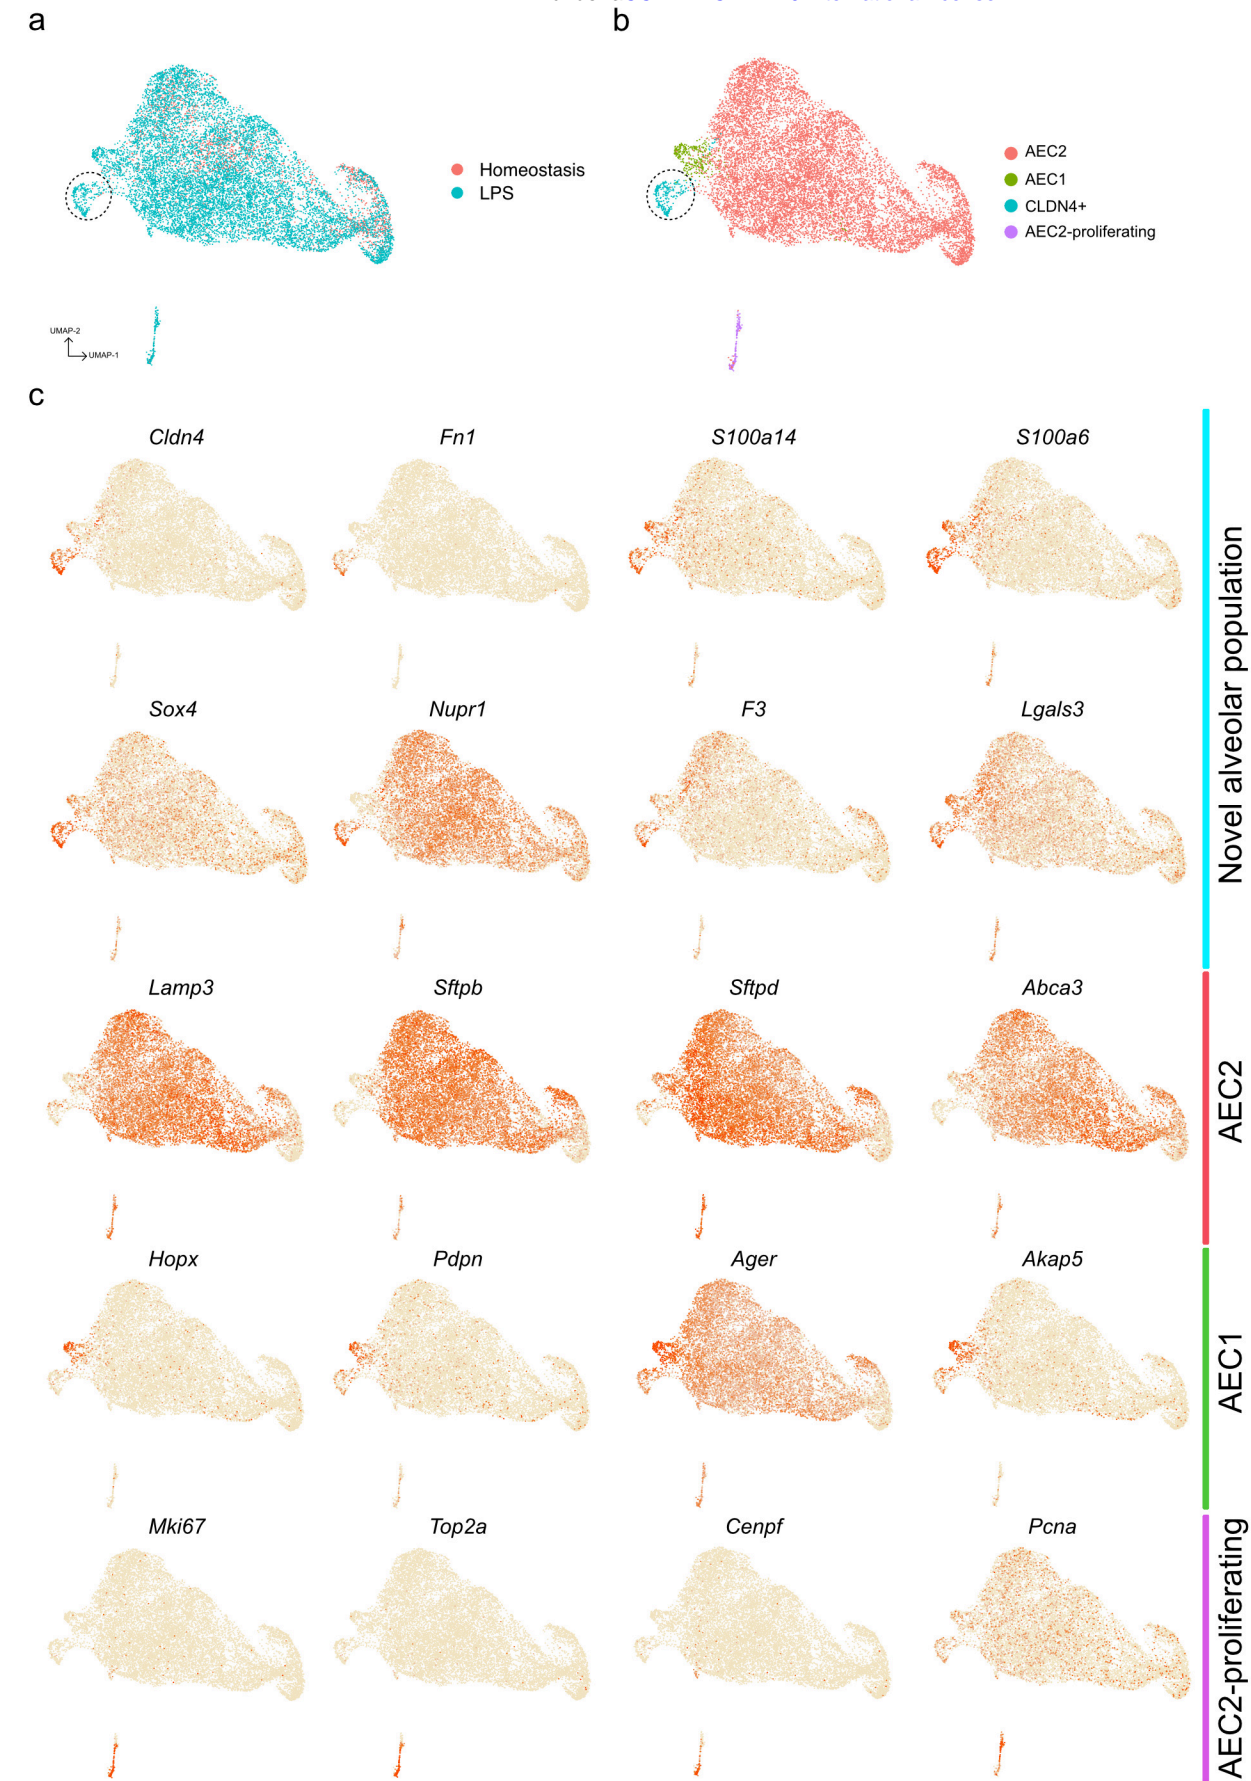 a
b
Homeostasis
LPS
AEC2
AEC1
CLDN4+
AEC2-proliferating
UMAP-2
UMAP-1
c
Cldn4
Fn1
S100a14
S100a6
Sox4
Nupr1
F3
Lgals3
Novel alveolar population
Lamp3
Sftpb
Sftpd
Abca3
AEC2
Hopx
Pdpn
Ager
Akap5
AEC1
Mki67
Top2a
Cenpf
Pcna
AEC2-proliferating